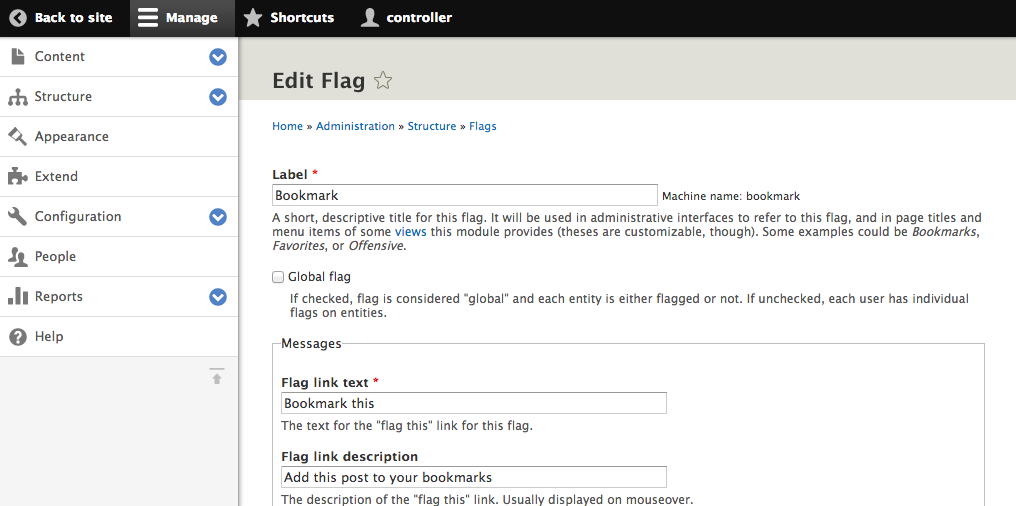 Back to site
Manage
Shortcuts
controller
Content
Structure
Appearance
Extend
Configuration
People
Reports
Help
Edit Flag
Home » Administration » Structure » Flags
Label *
Bookmark
Machine name: bookmark
A short, descriptive title for this flag. It will be used in administrative interfaces to refer to this flag, and in page titles and
menu items of some views this module provides (theses are customizable, though). Some examples could be Bookmarks,
Favorites, or Offensive.
Global flag
If checked, flag is considered "global" and each entity is either flagged or not. If unchecked, each user has individual
flags on entities.
Messages
Flag link text *
Bookmark this
The text for the "flag this" link for this flag.
Flag link description
Add this post to your bookmarks
The description of the "flag this" link. Usually displayed on mouseover.